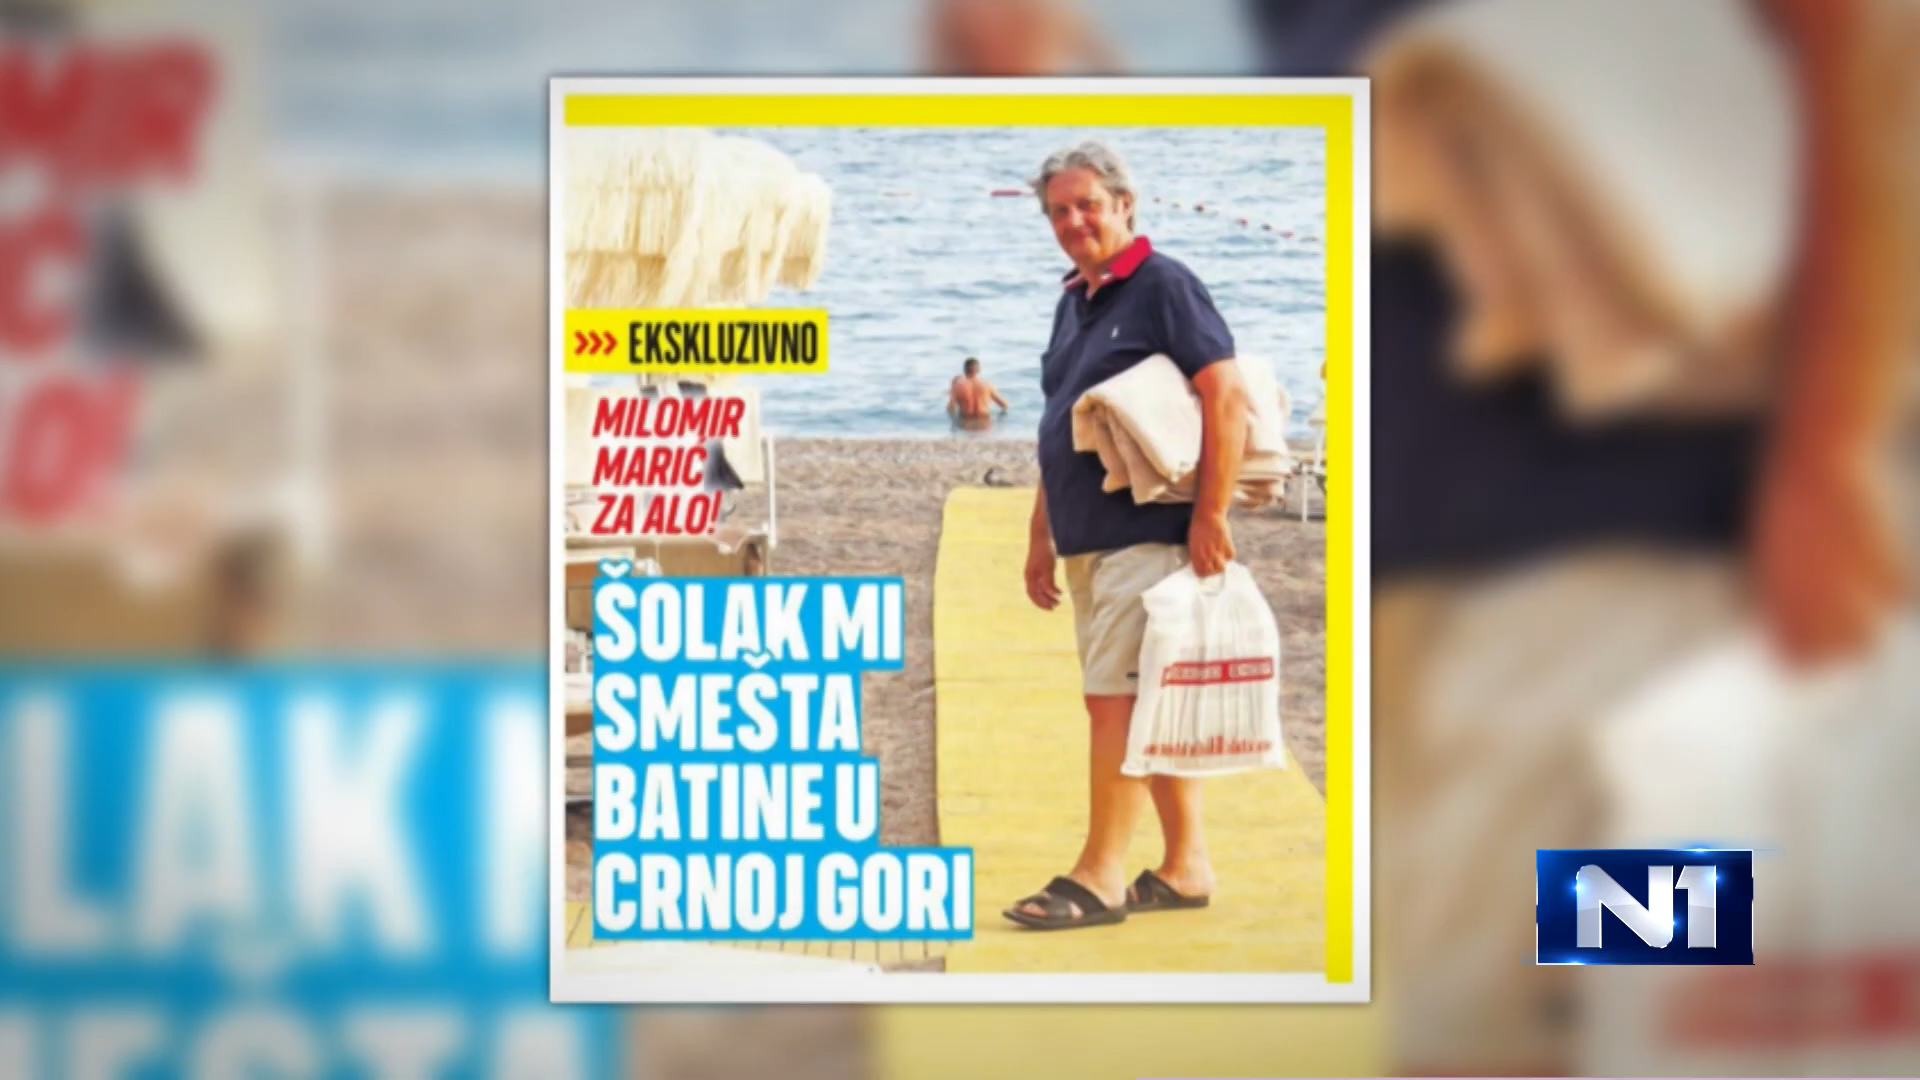 >>> EKSKLUZIVNO
MILOMIR
MARIĆ
ZA ALO!
ŠOLAK MI
SMEŠTA
BATINE U
CRNOJ GORI
N1